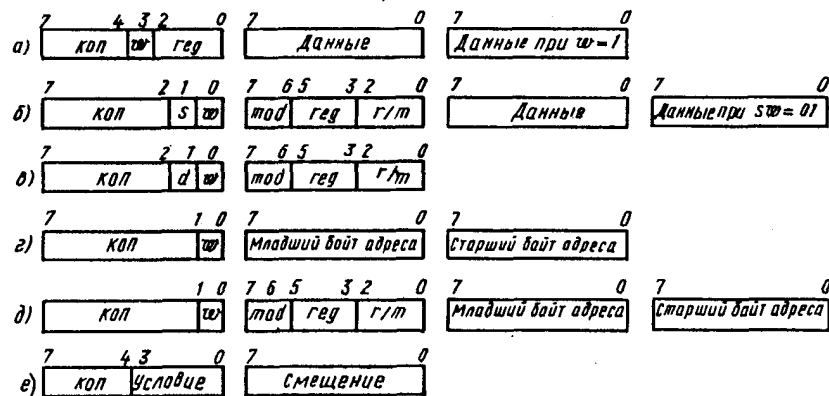 7 4 3 2 0 7 0 7 0
а) коп w reg Данные Данные при w=1
7 2 1 0 7 6 5 3 2 0 7 0 7 0
б) коп s w mod reg r/m Данные Данные при sw=01
7 2 1 0 7 6 5 3 2 0
в) коп d w mod reg r/m
7 1 0 7 0 7 0
г) коп w Младший байт адреса Старший байт адреса
1 0 7 6 5 3 2 0 7 0 7 0
д) коп w mod reg r/m Младший байт адреса Старший байт адреса
7 4 3 0 7 0
е) коп Условие Смещение